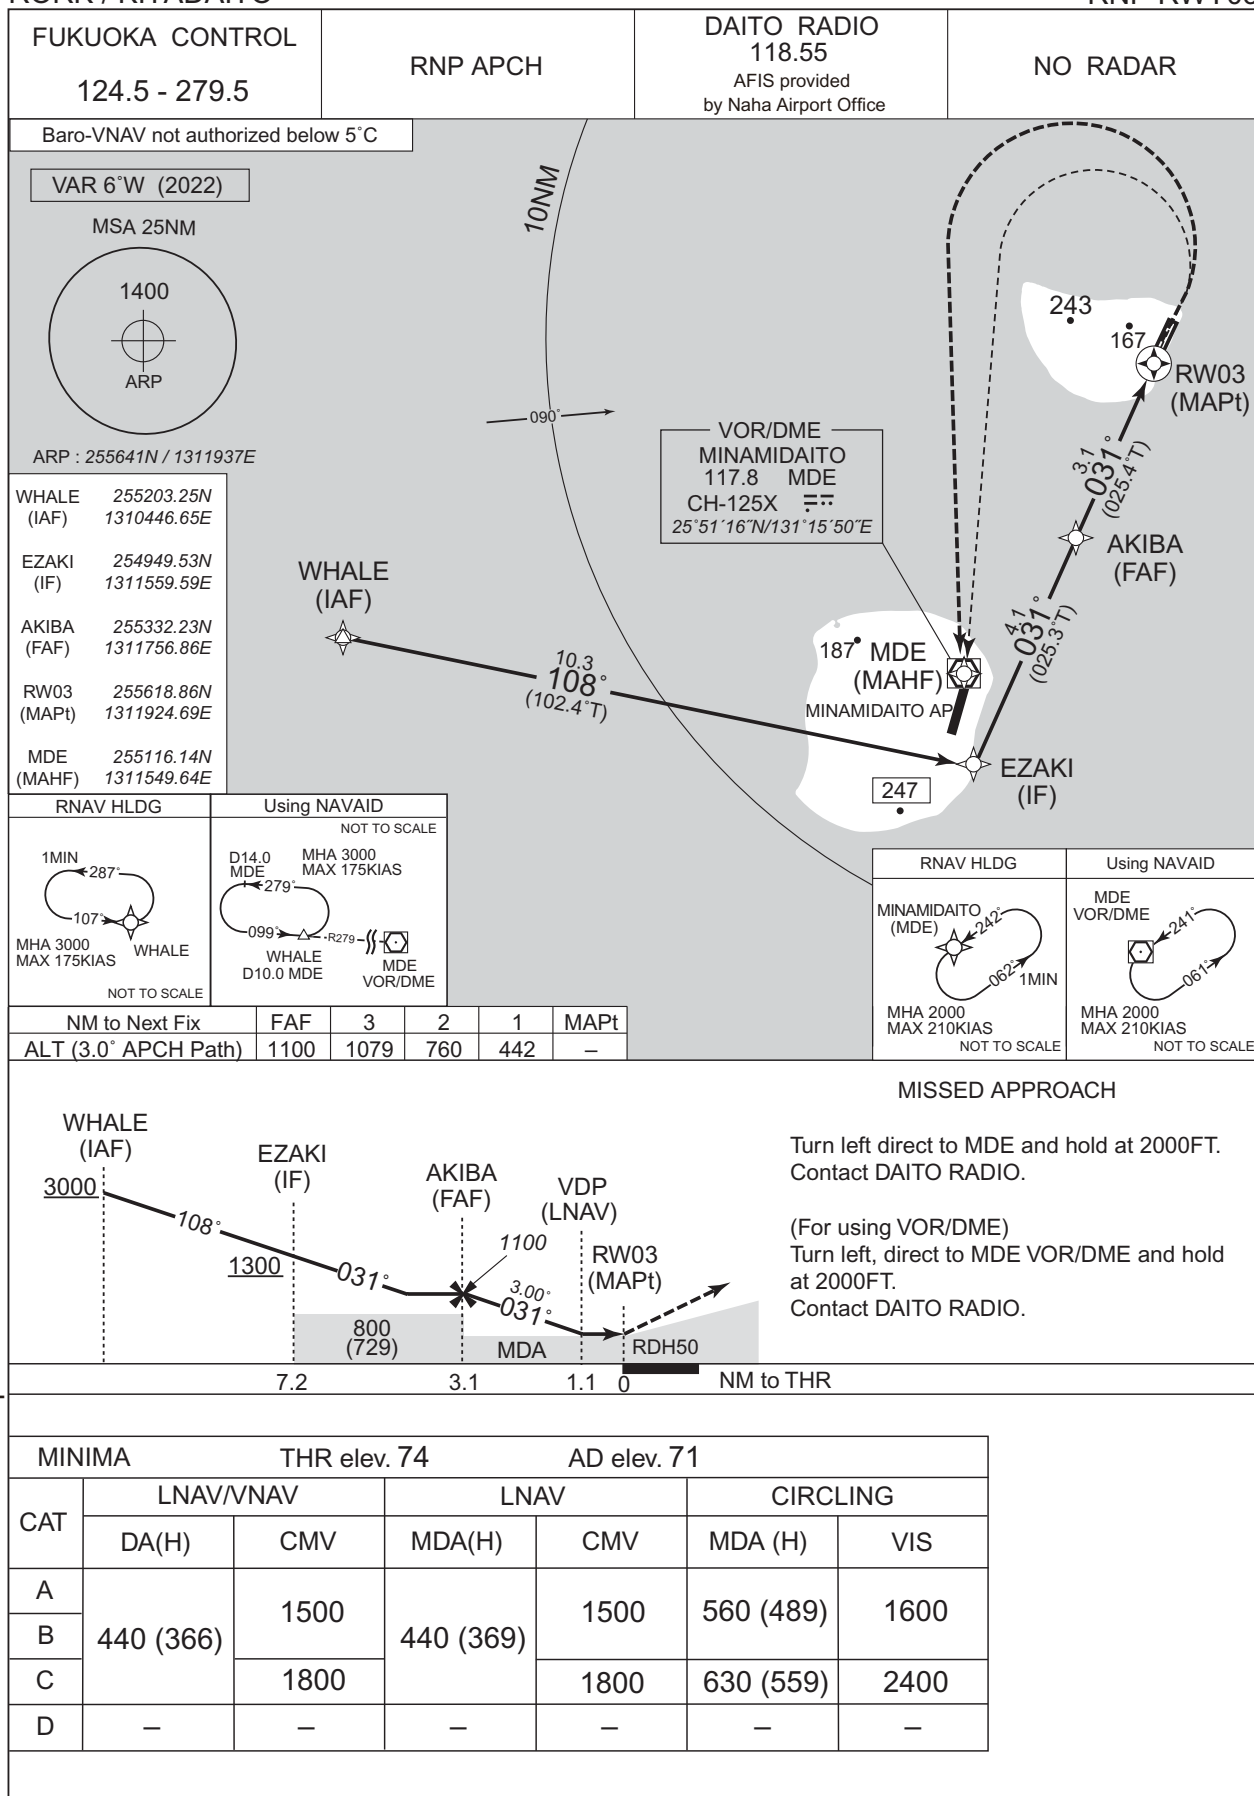 FUKUOKA CONTROL
124.5 - 279.5
RNP APCH
DAITO RADIO
118.55
AFIS provided
by Naha Airport Office
NO RADAR
Baro-VNAV not authorized below 5˚C
VAR 6˚W (2022)
MSA 25NM
1400
ARP
ARP : 255641N / 1311937E
WHALE 255203.25N
(IAF) 1310446.65E
EZAKI 254949.53N
(IF) 1311559.59E
AKIBA 255332.23N
(FAF) 1311756.86E
RW03 255618.86N
(MAPt) 1311924.69E
MDE 255116.14N
(MAHF) 1311549.64E
10NM
090˚
243
167
RW03
(MAPt)
VOR/DME
MINAMIDAITO
117.8 MDE
CH-125X
25˚51´16˝N/131˚15´50˝E
3.1
031˚
(025.4˚T)
AKIBA
(FAF)
4.1
031˚
(025.3˚T)
WHALE
(IAF)
10.3
108˚
(102.4˚T)
187
MDE
(MAHF)
MINAMIDAITO AP
EZAKI
(IF)
247
RNAV HLDG
1MIN
287˚
107˚
MHA 3000
MAX 175KIAS
WHALE
NOT TO SCALE
Using NAVAID
NOT TO SCALE
D14.0
MDE
MHA 3000
MAX 175KIAS
279˚
099˚
R279
WHALE
D10.0 MDE
MDE
VOR/DME
RNAV HLDG
MINAMIDAITO
(MDE)
242˚
062˚
1MIN
MHA 2000
MAX 210KIAS
NOT TO SCALE
Using NAVAID
MDE
VOR/DME
241˚
061˚
MHA 2000
MAX 210KIAS
NOT TO SCALE
NM to Next Fix FAF 3 2 1 MAPt
ALT (3.0˚ APCH Path) 1100 1079 760 442 –
WHALE
(IAF)
3000
108˚
EZAKI
(IF)
1300
031˚
AKIBA
(FAF)
1100
VDP
(LNAV)
3.00˚
031˚
RW03
(MAPt)
800
(729)
MDA
RDH50
7.2 3.1 1.1 0 NM to THR
MISSED APPROACH
Turn left direct to MDE and hold at 2000FT.
Contact DAITO RADIO.
(For using VOR/DME)
Turn left, direct to MDE VOR/DME and hold
at 2000FT.
Contact DAITO RADIO.
MINIMA THR elev. 74 AD elev. 71
CAT LNAV/VNAV LNAV CIRCLING
DA(H) CMV MDA(H) CMV MDA (H) VIS
A
B
440 (366) 1500 440 (369) 1500 560 (489) 1600
C 1800 1800 630 (559) 2400
D – – – – – –